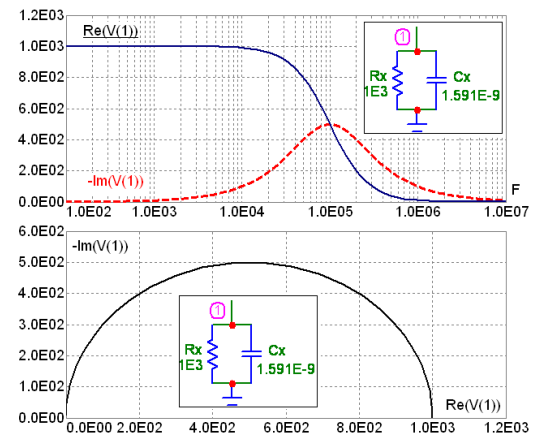 1.2E03
Re(V(1))
1.0E03
8.0E02
6.0E02
4.0E02
2.0E02
-Im(V(1))
0.0E00
1
Rx
Cx
1E3
1.591E-9
F
1.0E02 1.0E03 1.0E04 1.0E05 1.0E06 1.0E07
6.0E02
-Im(V(1))
5.0E02
4.0E02
3.0E02
2.0E02
1.0E02
0.0E00
1
Rx
Cx
1E3
1.591E-9
Re(V(1))
0.0E00 2.0E02 4.0E02 6.0E02 8.0E02 1.0E03 1.2E03